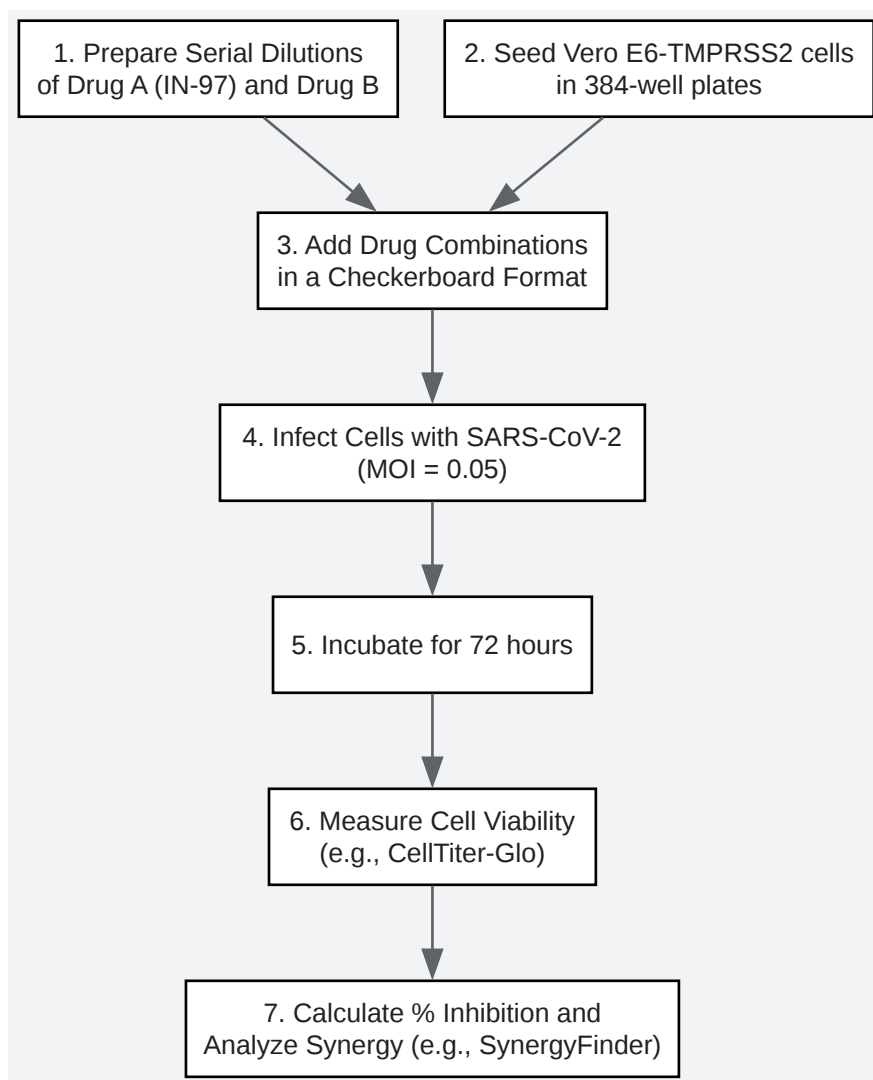 1. Prepare Serial Dilutions
of Drug A (IN-97) and Drug B
2. Seed Vero E6-TMPRSS2 cells
in 384-well plates
3. Add Drug Combinations
in a Checkerboard Format
4. Infect Cells with SARS-CoV-2
(MOI = 0.05)
5. Incubate for 72 hours
6. Measure Cell Viability
(e.g., CellTiter-Glo)
7. Calculate % Inhibition and
Analyze Synergy (e.g., SynergyFinder)